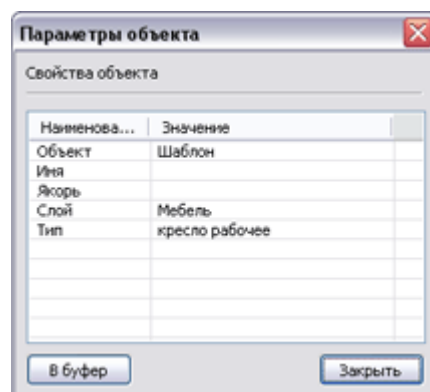 Параметры объекта
Свойства объекта
Наименова... Значение
Объект Шаблон
Имя
Якорь
Слой Мебель
Тип кресло рабочее
В буфер Закрыть